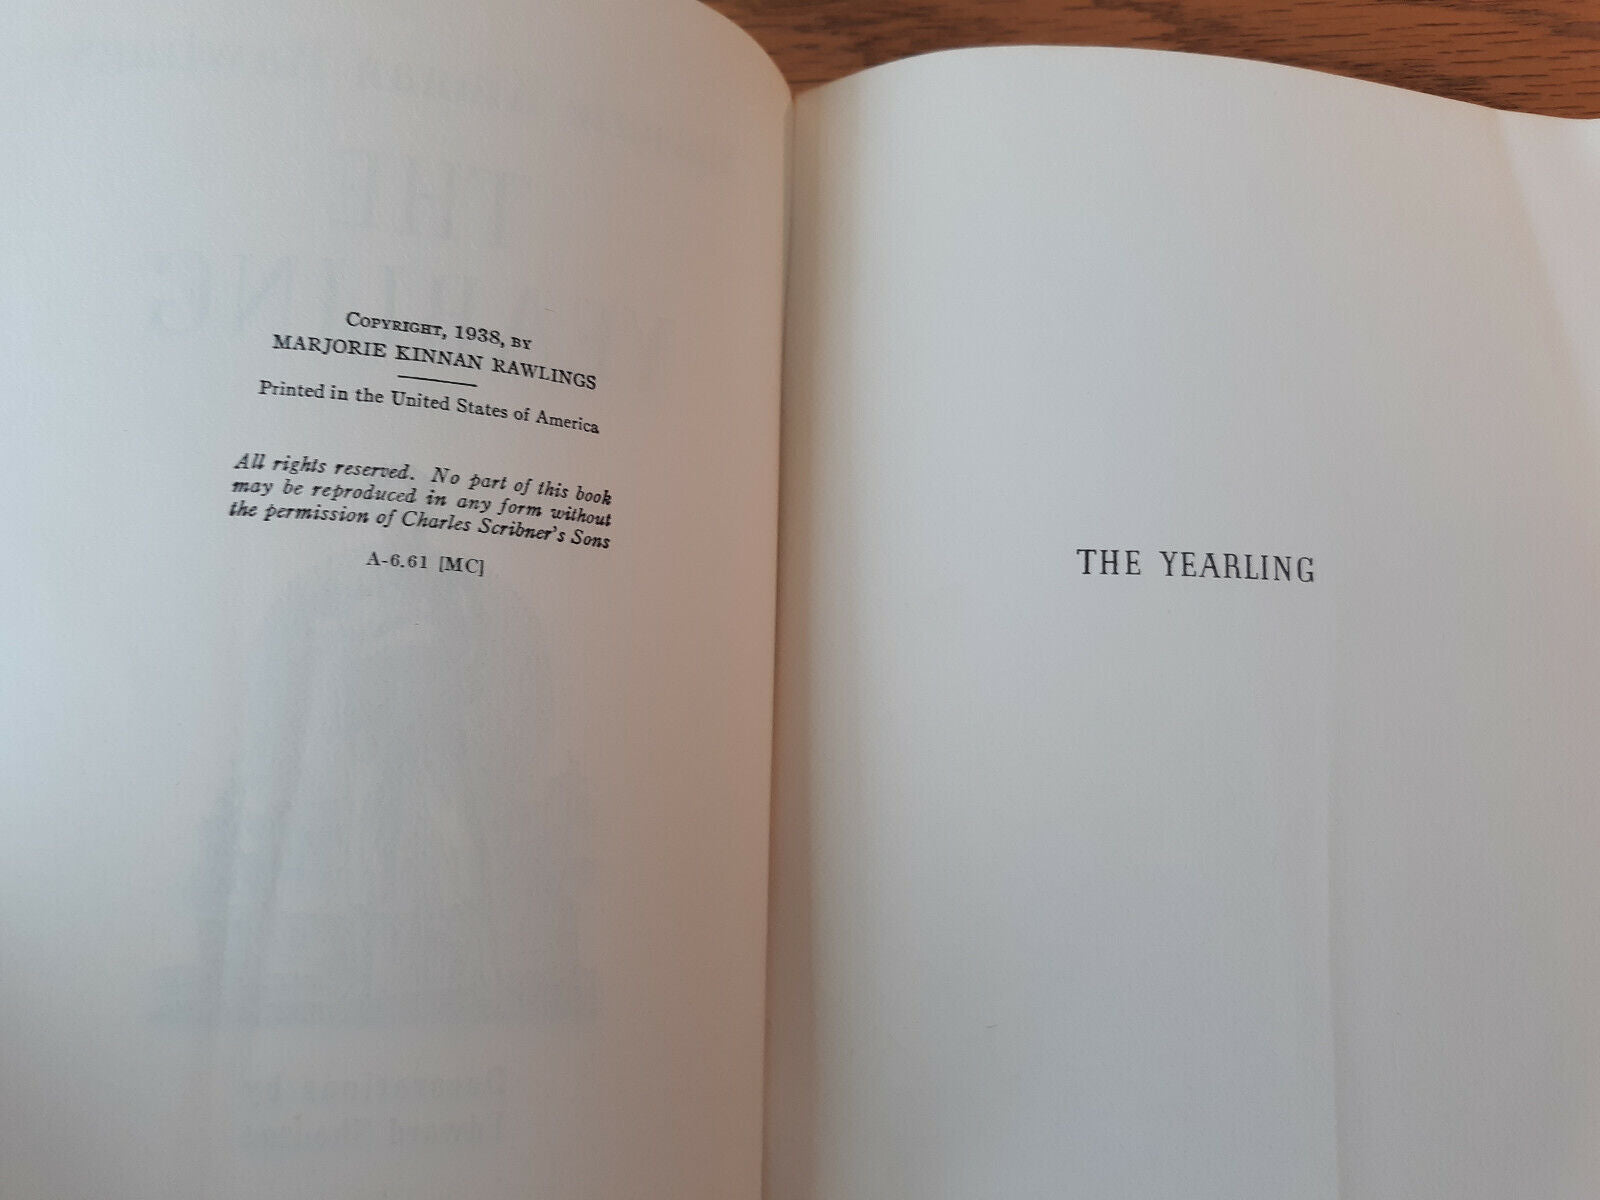 COPYRIGHT, 1938, BY
MARJORIE KINNAN RAWLINGS
Printed in the United States of America
All rights reserved. No part of this book
may be reproduced in any form without
the permission of Charles Scribner's Sons
A-6.61 [MC]
THE YEARLING